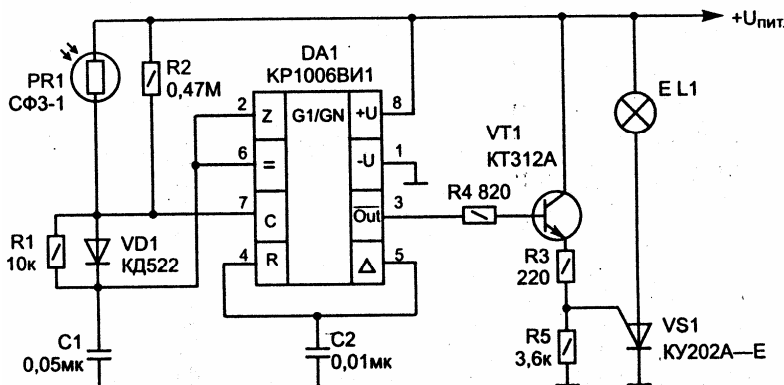 +Uпит.
DA1
КР1006ВИ1
PR1
СФ3-1
R2
0,47М
2
Z
G1/GN
+U
8
E L1
6
=
-U
1
VT1
КТ312А
7
C
Out
3
R4 820
R1
10к
VD1
КД522
4
R
Δ
5
R3
220
C1
0,05мк
C2
0,01мк
R5
3,6к
VS1
КУ202А—Е